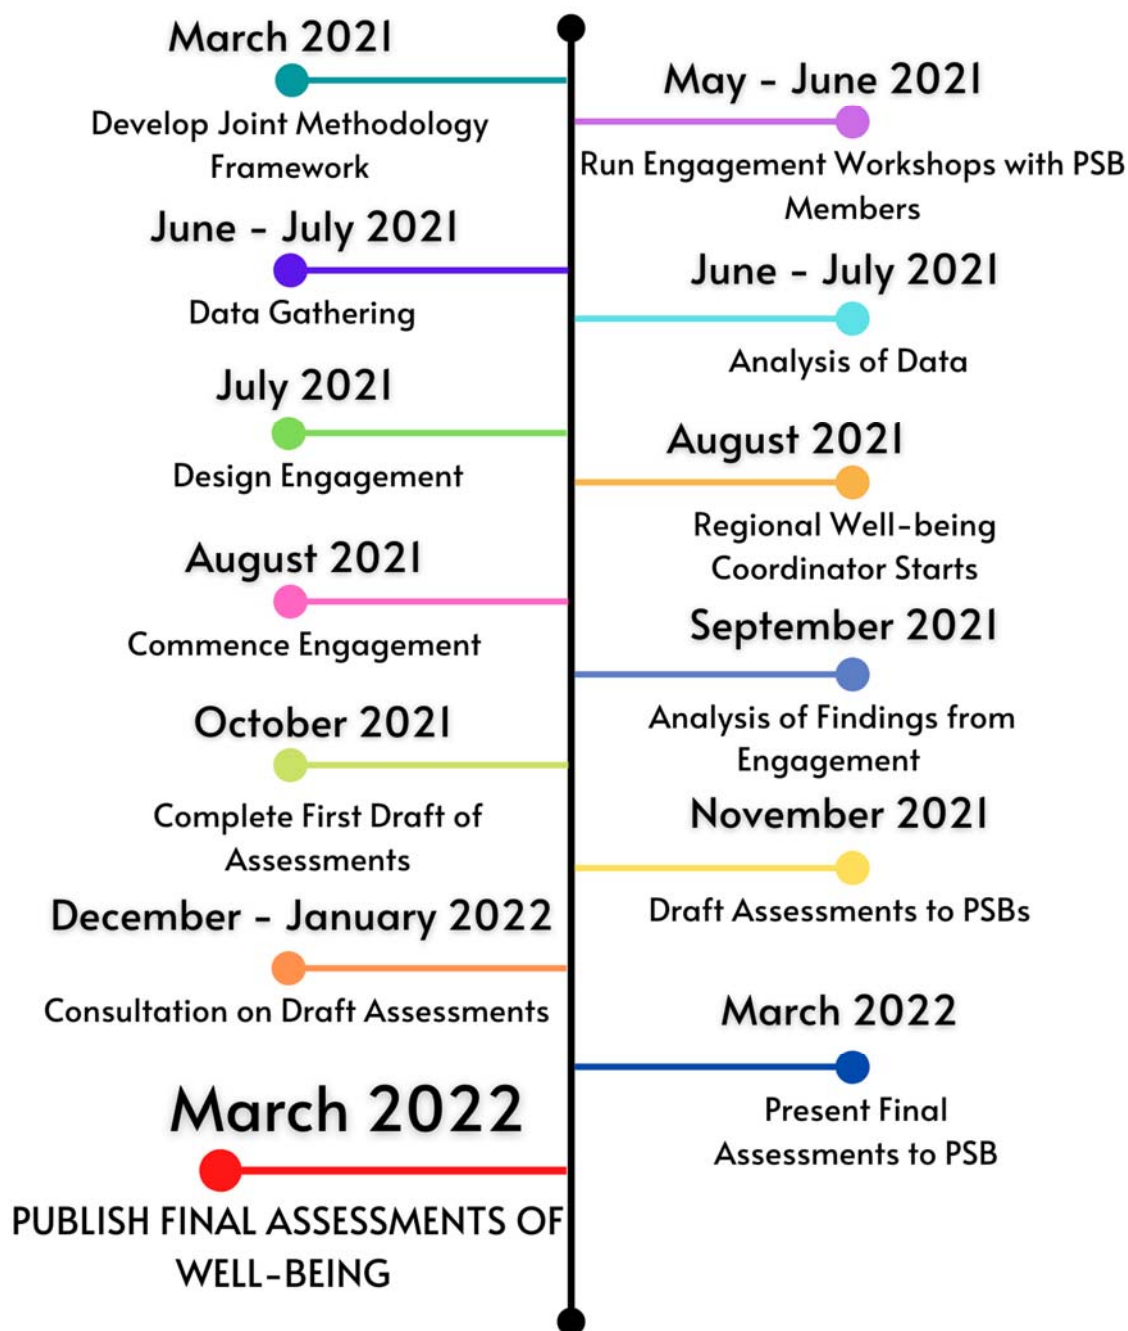 March 2021
Develop Joint Methodology
Framework
May - June 2021
Run Engagement Workshops with PSB
Members
June - July 2021
Data Gathering
June - July 2021
Analysis of Data
July 2021
Design Engagement
August 2021
Regional Well-being
Coordinator Starts
August 2021
Commence Engagement
September 2021
Analysis of Findings from
Engagement
October 2021
Complete First Draft of
Assessments
November 2021
Draft Assessments to PSBs
December - January 2022
Consultation on Draft Assessments
March 2022
Present Final
Assessments to PSB
March 2022
PUBLISH FINAL ASSESSMENTS OF
WELL-BEING